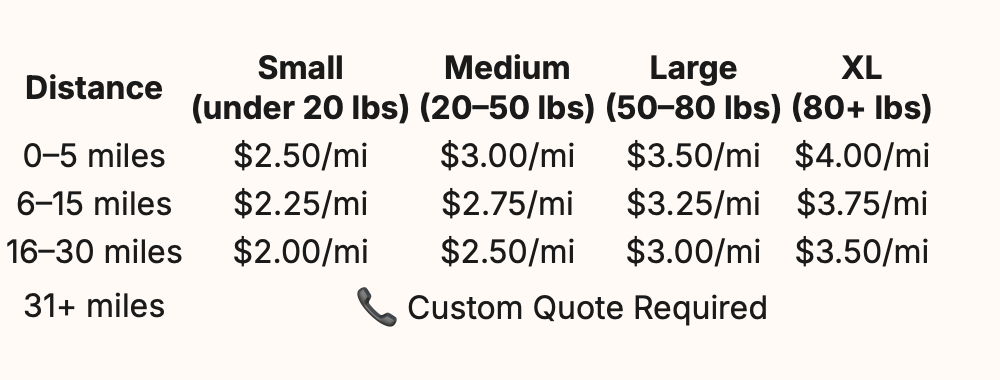 Distance Small (under 20 lbs) Medium (20–50 lbs) Large (50–80 lbs) XL (80+ lbs)
0–5 miles $2.50/mi $3.00/mi $3.50/mi $4.00/mi
6–15 miles $2.25/mi $2.75/mi $3.25/mi $3.75/mi
16–30 miles $2.00/mi $2.50/mi $3.00/mi $3.50/mi
31+ miles 📞 Custom Quote Required